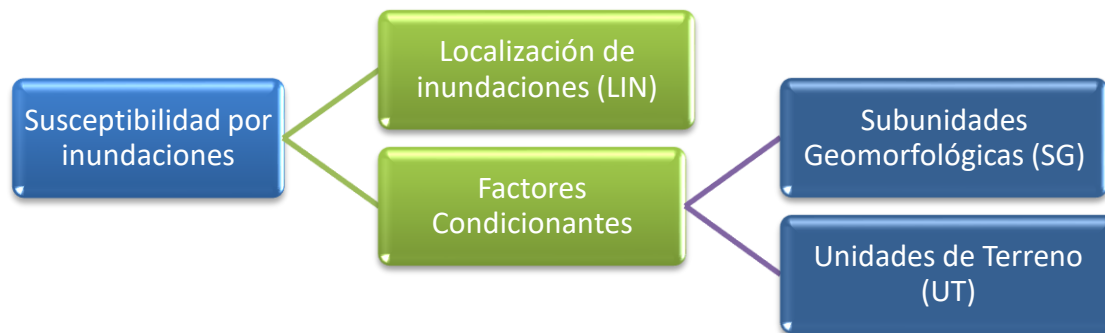 Susceptibilidad por
inundaciones
Localización de
inundaciones (LIN)
Factores
Condicionantes
Subunidades
Geomorfológicas (SG)
Unidades de Terreno
(UT)